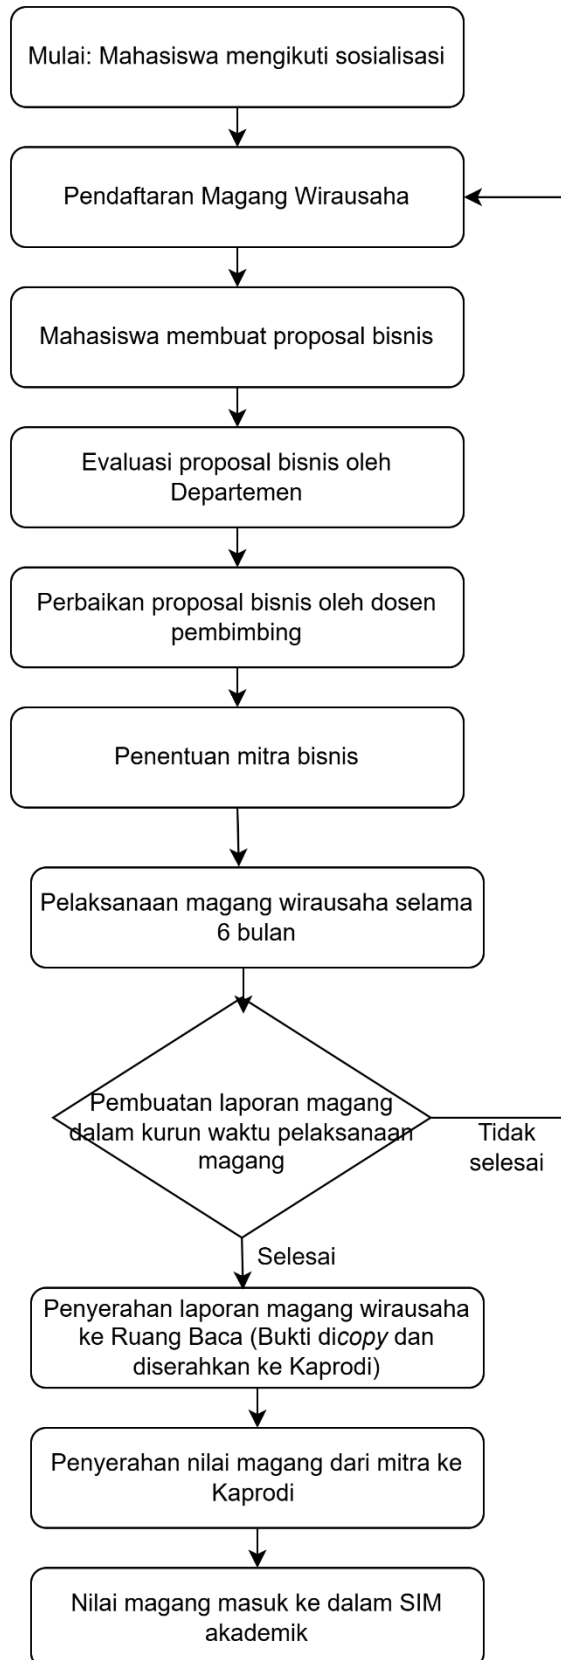 Mulai: Mahasiswa mengikuti sosialisasi
Pendaftaran Magang Wirausaha
Mahasiswa membuat proposal bisnis
Evaluasi proposal bisnis oleh
Departemen
Perbaikan proposal bisnis oleh dosen
pembimbing
Penentuan mitra bisnis
Pelaksanaan magang wirausaha selama
6 bulan
Pembuatan laporan magang
dalam kurun waktu pelaksanaan
magang
Tidak
selesai
Selesai
Penyerahan laporan magang wirausaha
ke Ruang Baca (Bukti dicopy dan
diserahkan ke Kaprodi)
Penyerahan nilai magang dari mitra ke
Kaprodi
Nilai magang masuk ke dalam SIM
akademik